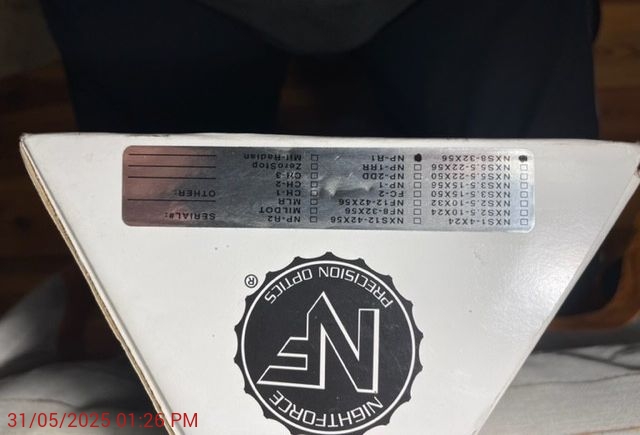 NXS1-4X24
NXS2.5-10X24
NXS2.5-10X32
NXS3.5-15X50
NXS3.5-15X56
NXS5.5-22X50
NXS5.5-22X56
NXS8-32X56
NXS12-42X56
NF8-32X56
NF12-42X56
FC-2
NP-1
NP-2DD
NP-1RR
NP-R1
NP-R2
MILDOT
MLR
CH-1
CH-2
CH-3
ZeroStop
Mil-Radian
SERIAL#:
OTHER:
PRECISION OPTICS
®
NF
NIGHTFORCE
31/05/2025 01:26 PM